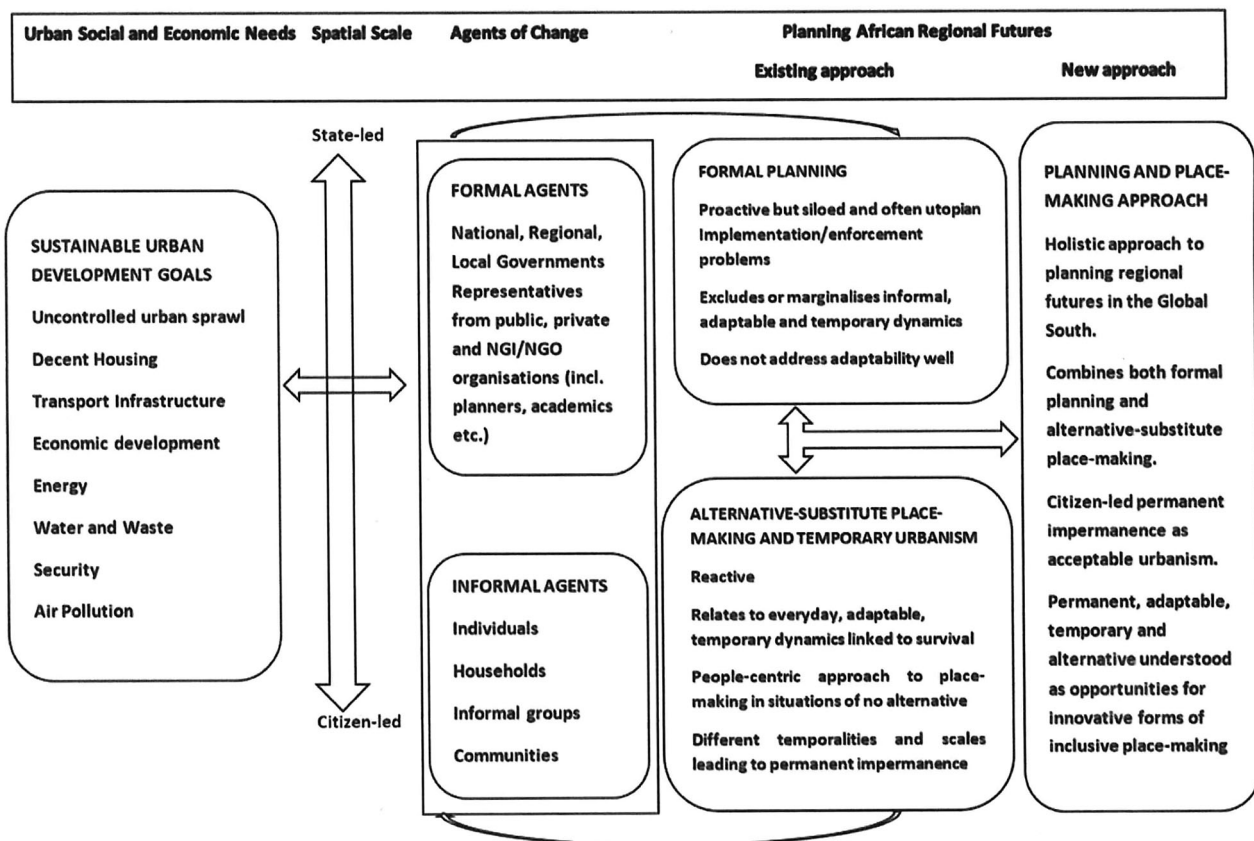 Urban Social and Economic Needs Spatial Scale Agents of Change Planning African Regional Futures
Existing approach New approach
State-led
Citizen-led
SUSTAINABLE URBAN
DEVELOPMENT GOALS
Uncontrolled urban sprawl
Decent Housing
Transport Infrastructure
Economic development
Energy
Water and Waste
Security
Air Pollution
FORMAL AGENTS
National, Regional,
Local Governments
Representatives
from public, private
and NGI/NGO
organisations (incl.
planners, academics
etc.)
INFORMAL AGENTS
Individuals
Households
Informal groups
Communities
FORMAL PLANNING
Proactive but siloed and often utopian
Implementation/enforcement
problems
Excludes or marginalises informal,
adaptable and temporary dynamics
Does not address adaptability well
ALTERNATIVE-SUBSTITUTE PLACE-
MAKING AND TEMPORARY URBANISM
Reactive
Relates to everyday, adaptable,
temporary dynamics linked to survival
People-centric approach to place-
making in situations of no alternative
Different temporalities and scales
leading to permanent impermanence
PLANNING AND PLACE-
MAKING APPROACH
Holistic approach to
planning regional
futures in the Global
South.
Combines both formal
planning and
alternative-substitute
place-making.
Citizen-led permanent
impermanence as
acceptable urbanism.
Permanent, adaptable,
temporary and
alternative understood
as opportunities for
innovative forms of
inclusive place-making